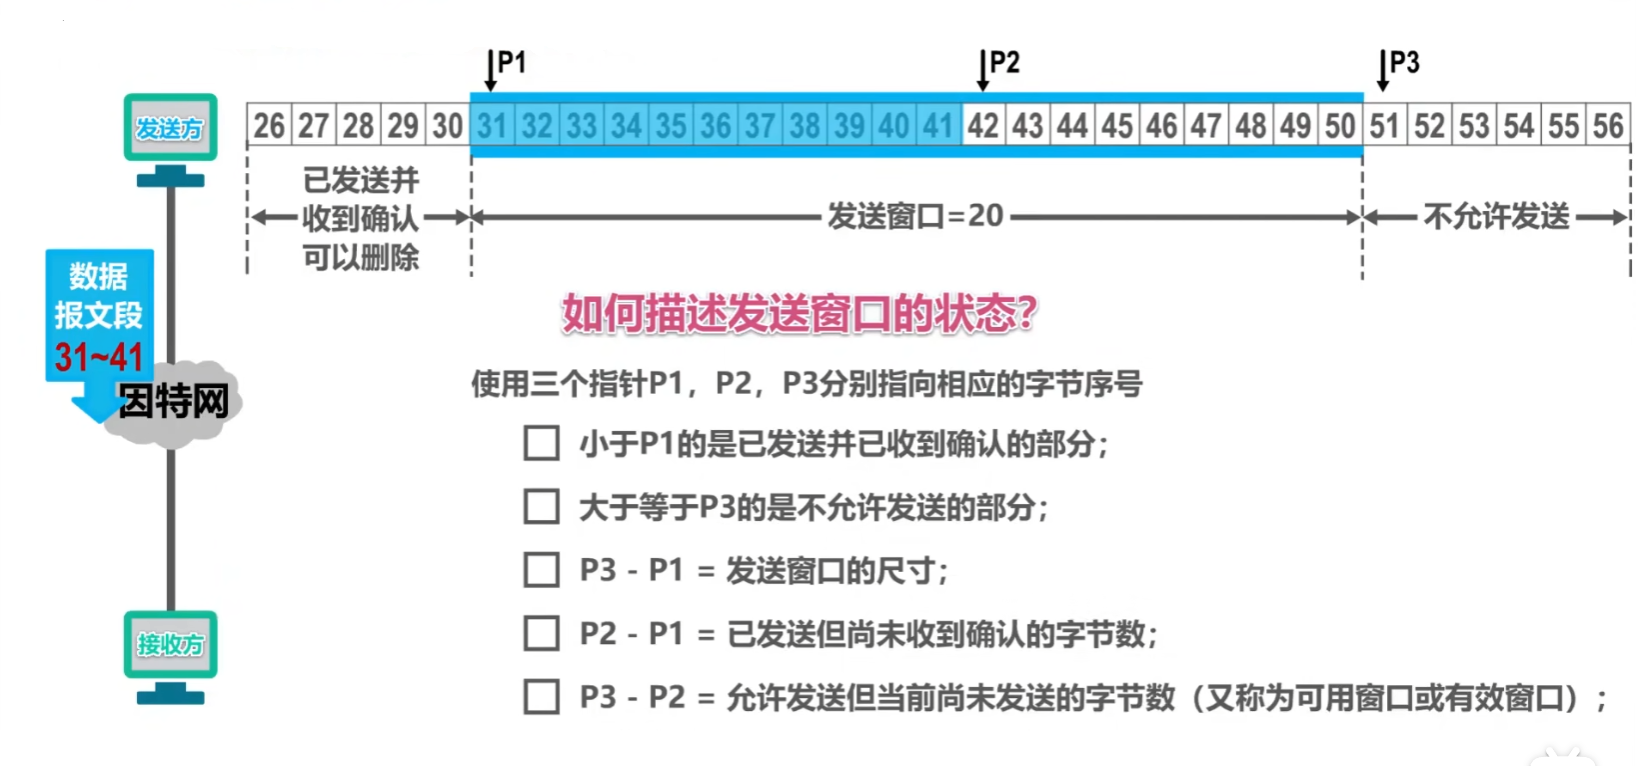 P1 P2 P3
发送方
26 27 28 29 30 31 32 33 34 35 36 37 38 39 40 41 42 43 44 45 46 47 48 49 50 51 52 53 54 55 56
已发送并
收到确认
可以删除
发送窗口=20
不允许发送
数据
报文段
31~41
因特网
接收方
如何描述发送窗口的状态？
使用三个指针P1，P2，P3分别指向相应的字节序号
小于P1的是已发送并已收到确认的部分；
大于等于P3的是不允许发送的部分；
P3 - P1 = 发送窗口的尺寸；
P2 - P1 = 已发送但尚未收到确认的字节数；
P3 - P2 = 允许发送但当前尚未发送的字节数（又称为可用窗口或有效窗口）；